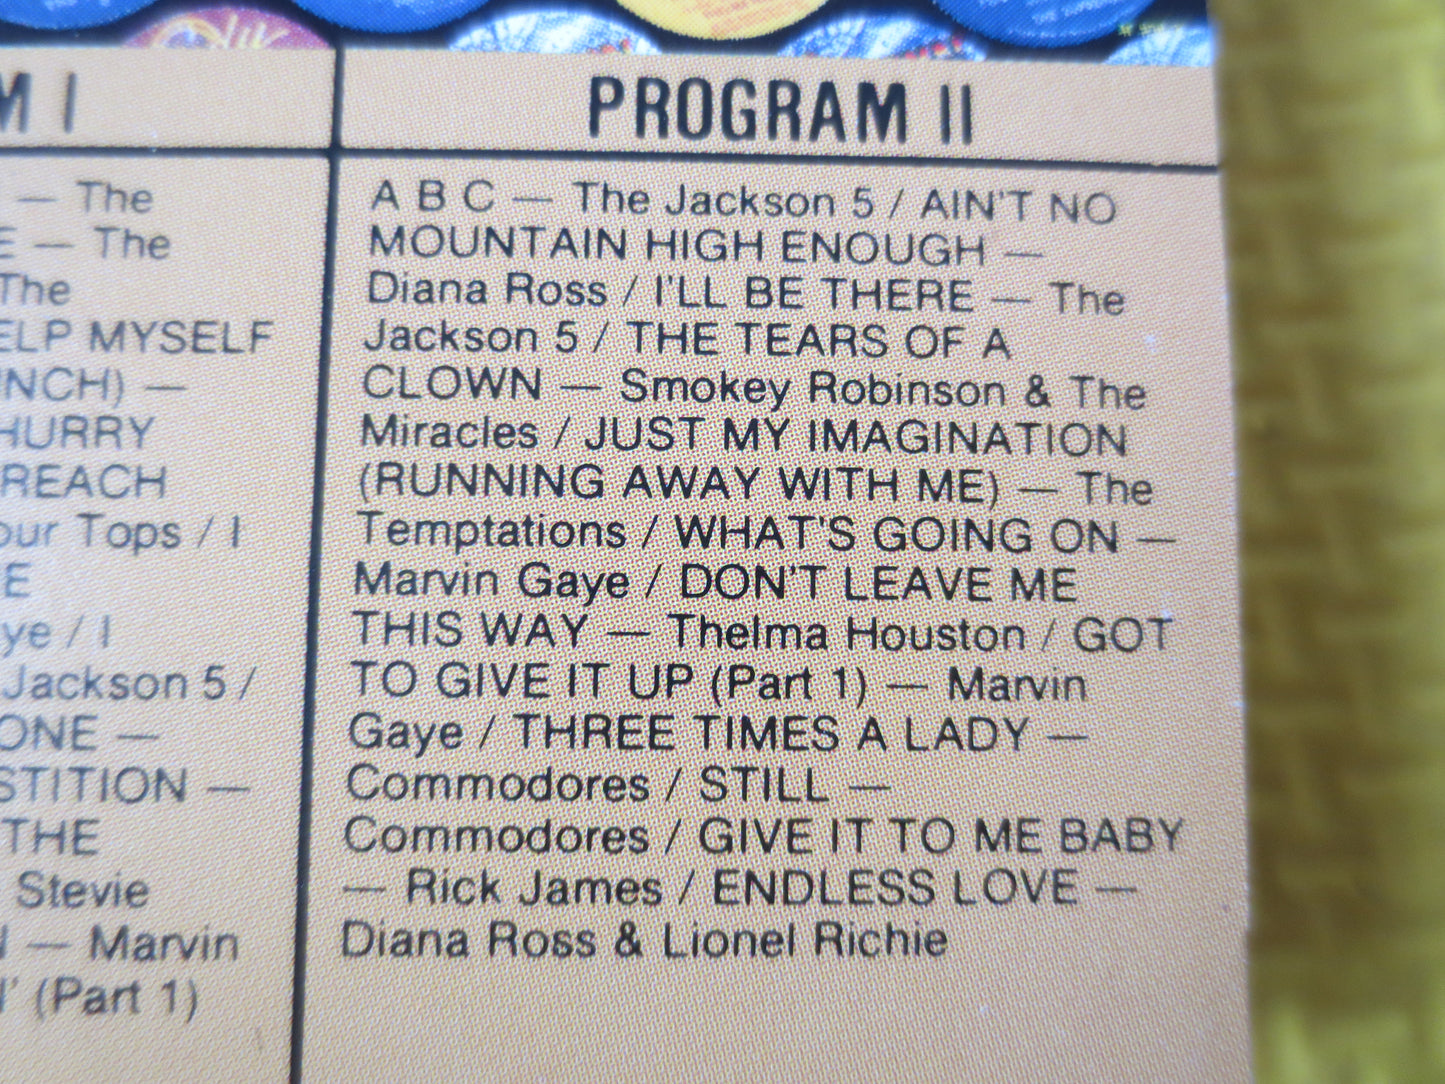 M I
— The
E — The
The
ELP MYSELF
NCH) —
HURRY
REACH
our Tops / I
E
ye / I
Jackson 5 /
ONE —
STITION —
THE
Stevie
— Marvin
' (Part 1)
PROGRAM II
A B C — The Jackson 5 / AIN'T NO
MOUNTAIN HIGH ENOUGH —
Diana Ross / I'LL BE THERE — The
Jackson 5 / THE TEARS OF A
CLOWN — Smokey Robinson & The
Miracles / JUST MY IMAGINATION
(RUNNING AWAY WITH ME) — The
Temptations / WHAT'S GOING ON —
Marvin Gaye / DON'T LEAVE ME
THIS WAY — Thelma Houston / GOT
TO GIVE IT UP (Part 1) — Marvin
Gaye / THREE TIMES A LADY —
Commodores / STILL —
Commodores / GIVE IT TO ME BABY
— Rick James / ENDLESS LOVE —
Diana Ross & Lionel Richie